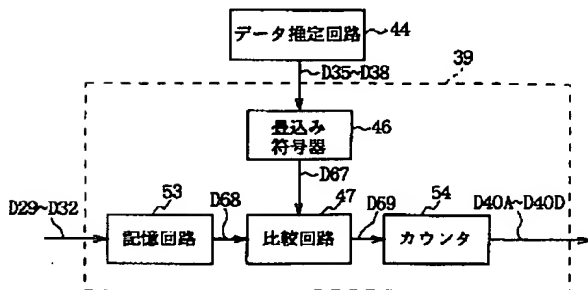 データ推定回路
44
D35~D38
39
畳込み
符号器
46
D67
D29~D32
53
記憶回路
D68
47
比較回路
D69
54
カウンタ
D40A~D40D